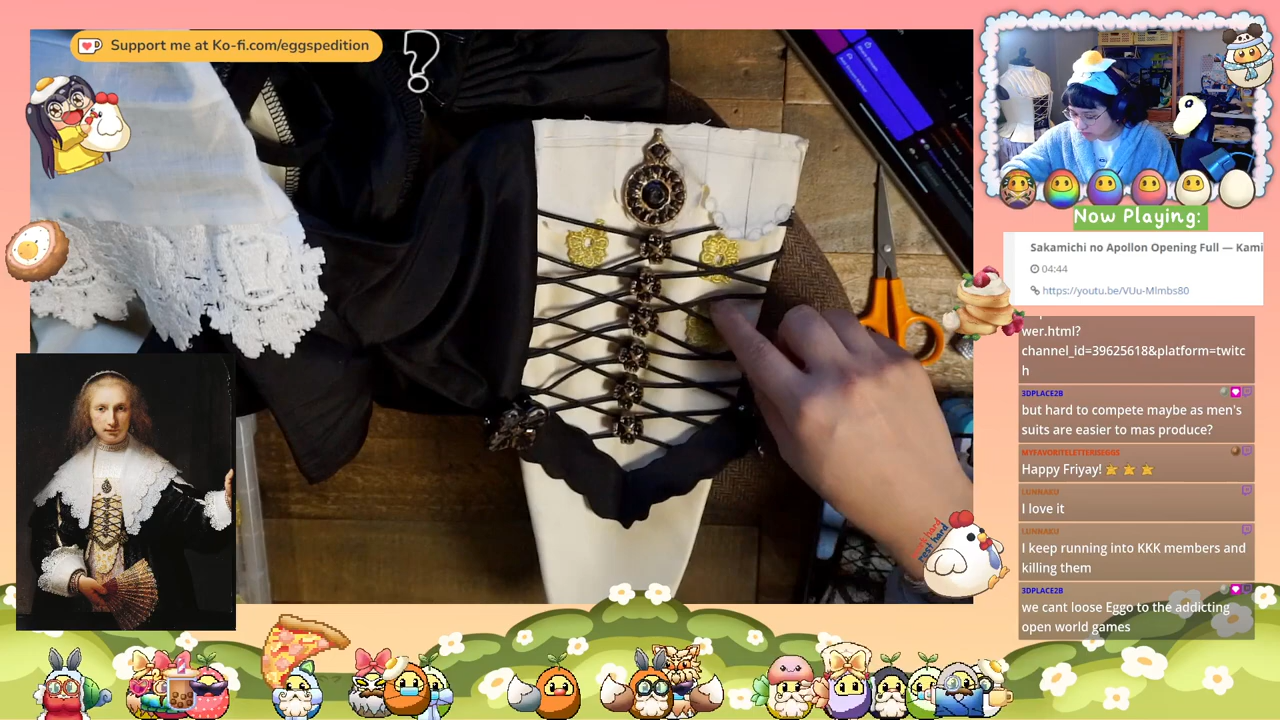 Support me at Ko-fi.com/eggspedition
?
Now Playing:
Sakamichi no Apollon Opening Full — Kami
04:44
https://youtu.be/VUu-MImbs80
wer.html?
channel_id=39625618&platform=twitc
h
3DPLACE2B
but hard to compete maybe as men's
suits are easier to mas produce?
MYFAVORITELETTERISEGGS
Happy Friyay!
LUNNARU
I love it
LUNNARU
I keep running into KKK members and
killing them
3DPLACE2B
we cant loose Eggo to the addicting
open world games